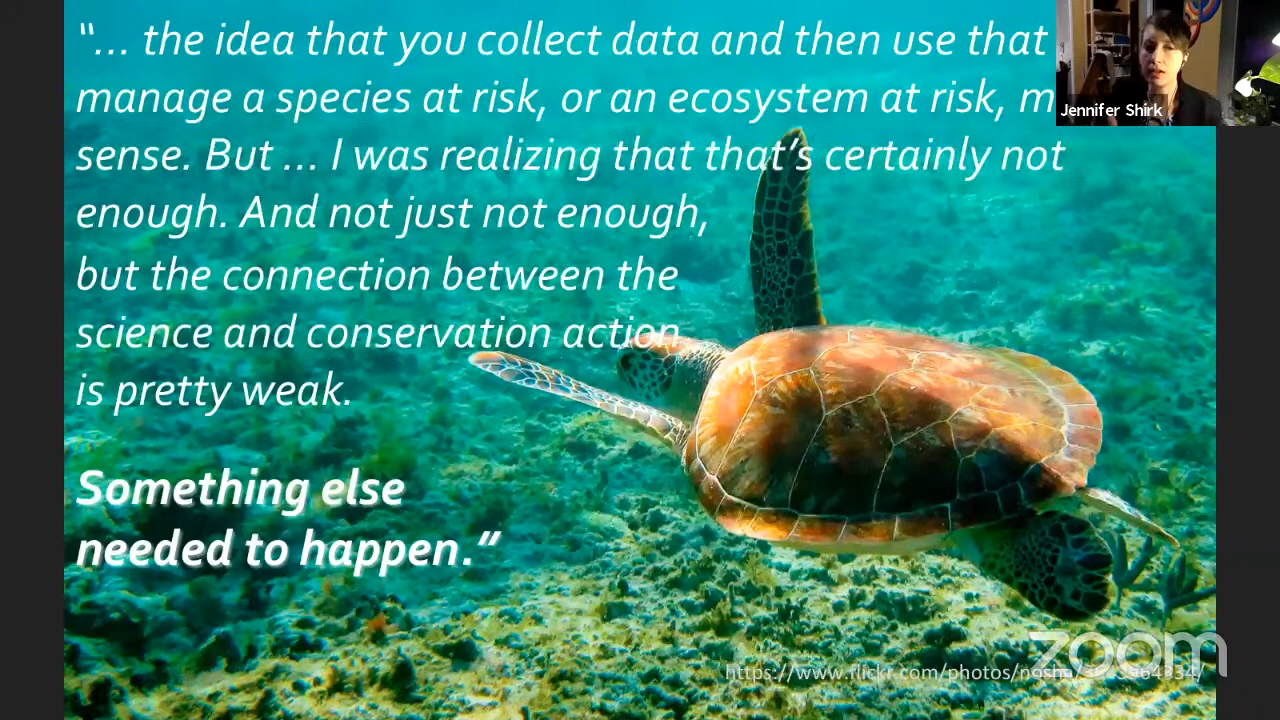 “... the idea that you collect data and then use that
manage a species at risk, or an ecosystem at risk,
sense. But ... I was realizing that that’s certainly not
enough. And not just not enough,
but the connection between the
science and conservation action
is pretty weak.
Something else
needed to happen.”
Jennifer Shirk
zoom